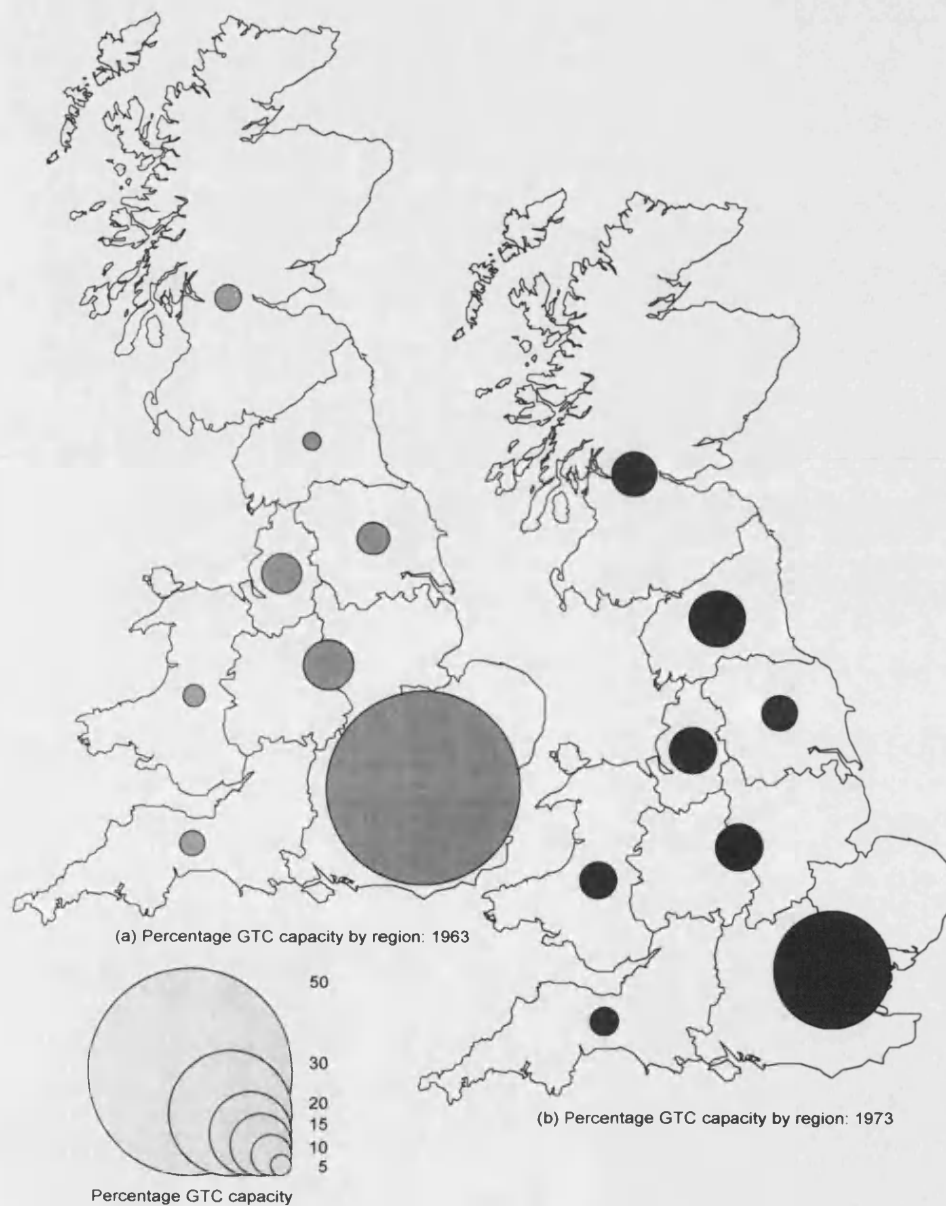 (a) Percentage GTC capacity by region: 1963
50
30
20
15
10
5
Percentage GTC capacity
(b) Percentage GTC capacity by region: 1973